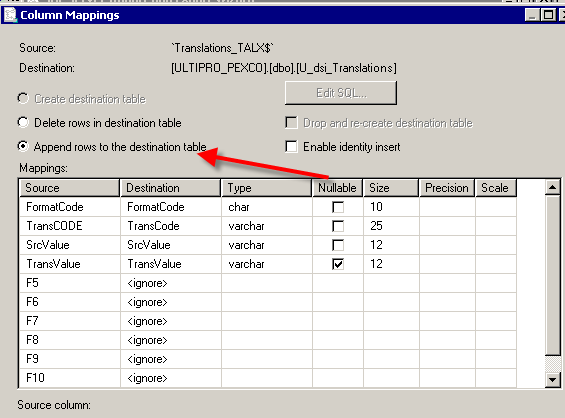 Column Mappings
Source: `Translations_TALX$`
Destination: [ULTIPRO_PEXCO].[dbo].[U_dsi_Translations]
Create destination table Edit SQL...
Delete rows in destination table Drop and re-create destination table
Append rows to the destination table Enable identity insert
Mappings:
Source Destination Type Nullable Size Precision Scale
FormatCode FormatCode char 10
TransCODE TransCode varchar 25
SrcValue SrcValue varchar 12
TransValue TransValue varchar 12
F5 <ignore>
F6 <ignore>
F7 <ignore>
F8 <ignore>
F9 <ignore>
F10 <ignore>
Source column: